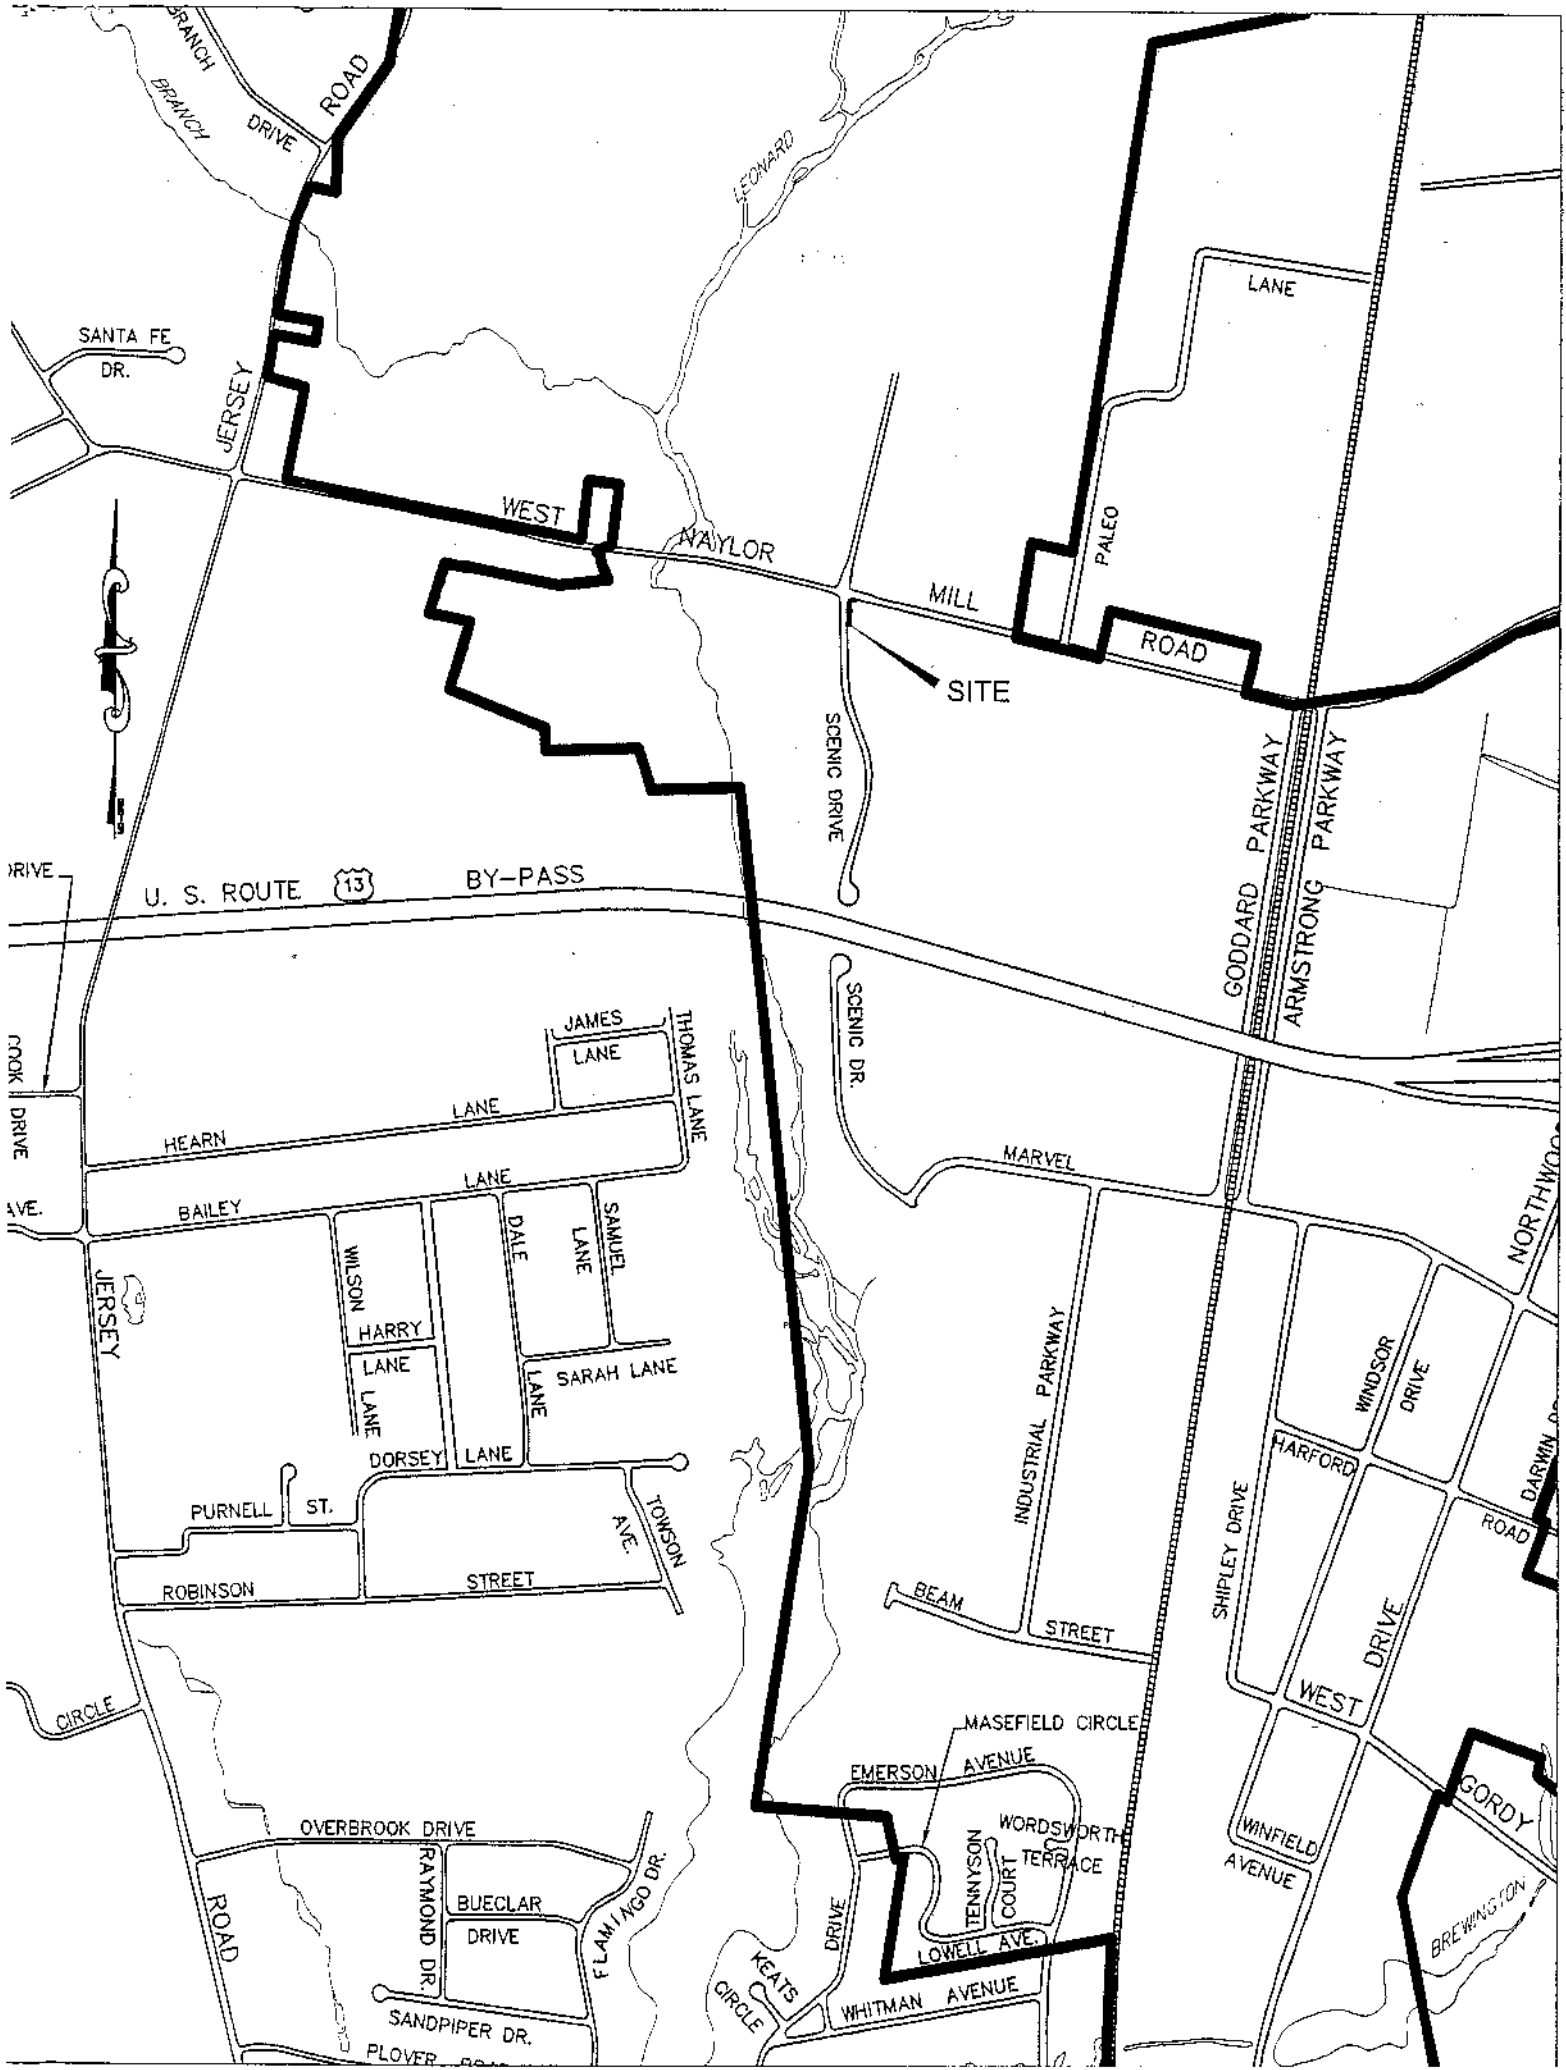 BRANCH
BRANCH
DRIVE
ROAD
LEONARD
LANE
SANTA FE
DR.
JERSEY
WEST
NAYLOR
MILL
PALEO
ROAD
SITE
SCENIC DRIVE
GODDARD PARKWAY
ARMSTRONG PARKWAY
U. S. ROUTE 13 BY-PASS
DRIVE
COOK DRIVE
JAMES
LANE
THOMAS LANE
SCENIC DR.
HEARN LANE
BAILEY LANE
AVE.
MARVEL
NORTHWOO
JERSEY
WILSON
LANE
DALE
LANE
SAMUEL
LANE
HARRY
LANE
SARAH LANE
DORSEY LANE
INDUSTRIAL PARKWAY
WINDSOR
DRIVE
HARFORD
ROAD
DARWIN
SHIPLEY DRIVE
PURNELL ST.
TOWSON
AVE.
ROBINSON STREET
BEAM STREET
DRIVE
WEST
CIRCLE
MASEFIELD CIRCLE
EMERSON AVENUE
WORDSWORTH
TERRACE
TENNYSON
COURT
GORDY
WINFIELD
AVENUE
BREWINGTON
OVERBROOK DRIVE
RAYMOND DR.
BUECLAR
DRIVE
FLAMINGO DR.
ROAD
DRIVE
LOWELL AVE.
KEATS
CIRCLE
WHITMAN AVENUE
SANDPIPER DR.
PLOVER